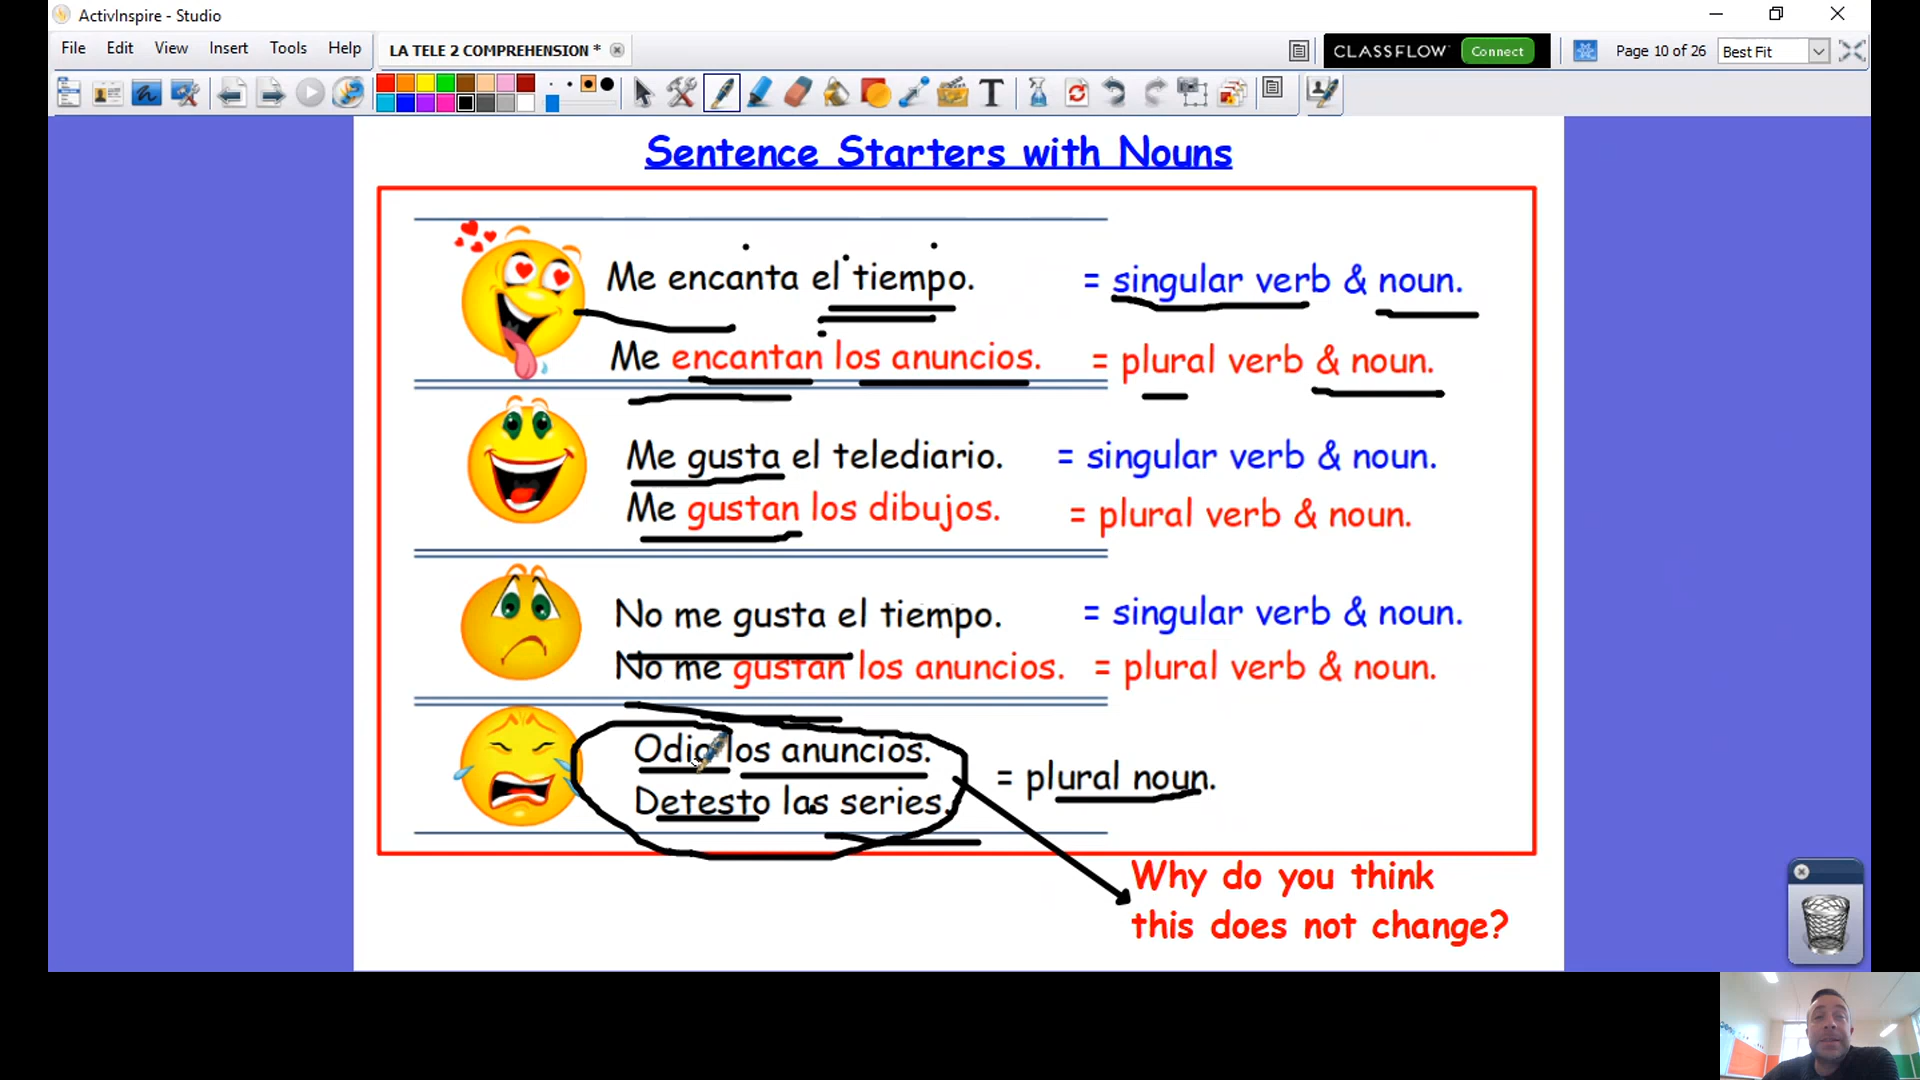 ActivInspire - Studio
File Edit View Insert Tools Help
LA TELE 2 COMPREHENSION *
CLASSFLOW Connect
Page 10 of 26
Best Fit
Sentence Starters with Nouns
Me encanta el tiempo. = singular verb & noun.
Me encantan los anuncios. = plural verb & noun.
Me gusta el telediario. = singular verb & noun.
Me gustan los dibujos. = plural verb & noun.
No me gusta el tiempo. = singular verb & noun.
No me gustan los anuncios. = plural verb & noun.
Odio los anuncios.
= plural noun.
Detesto las series.
Why do you think
this does not change?